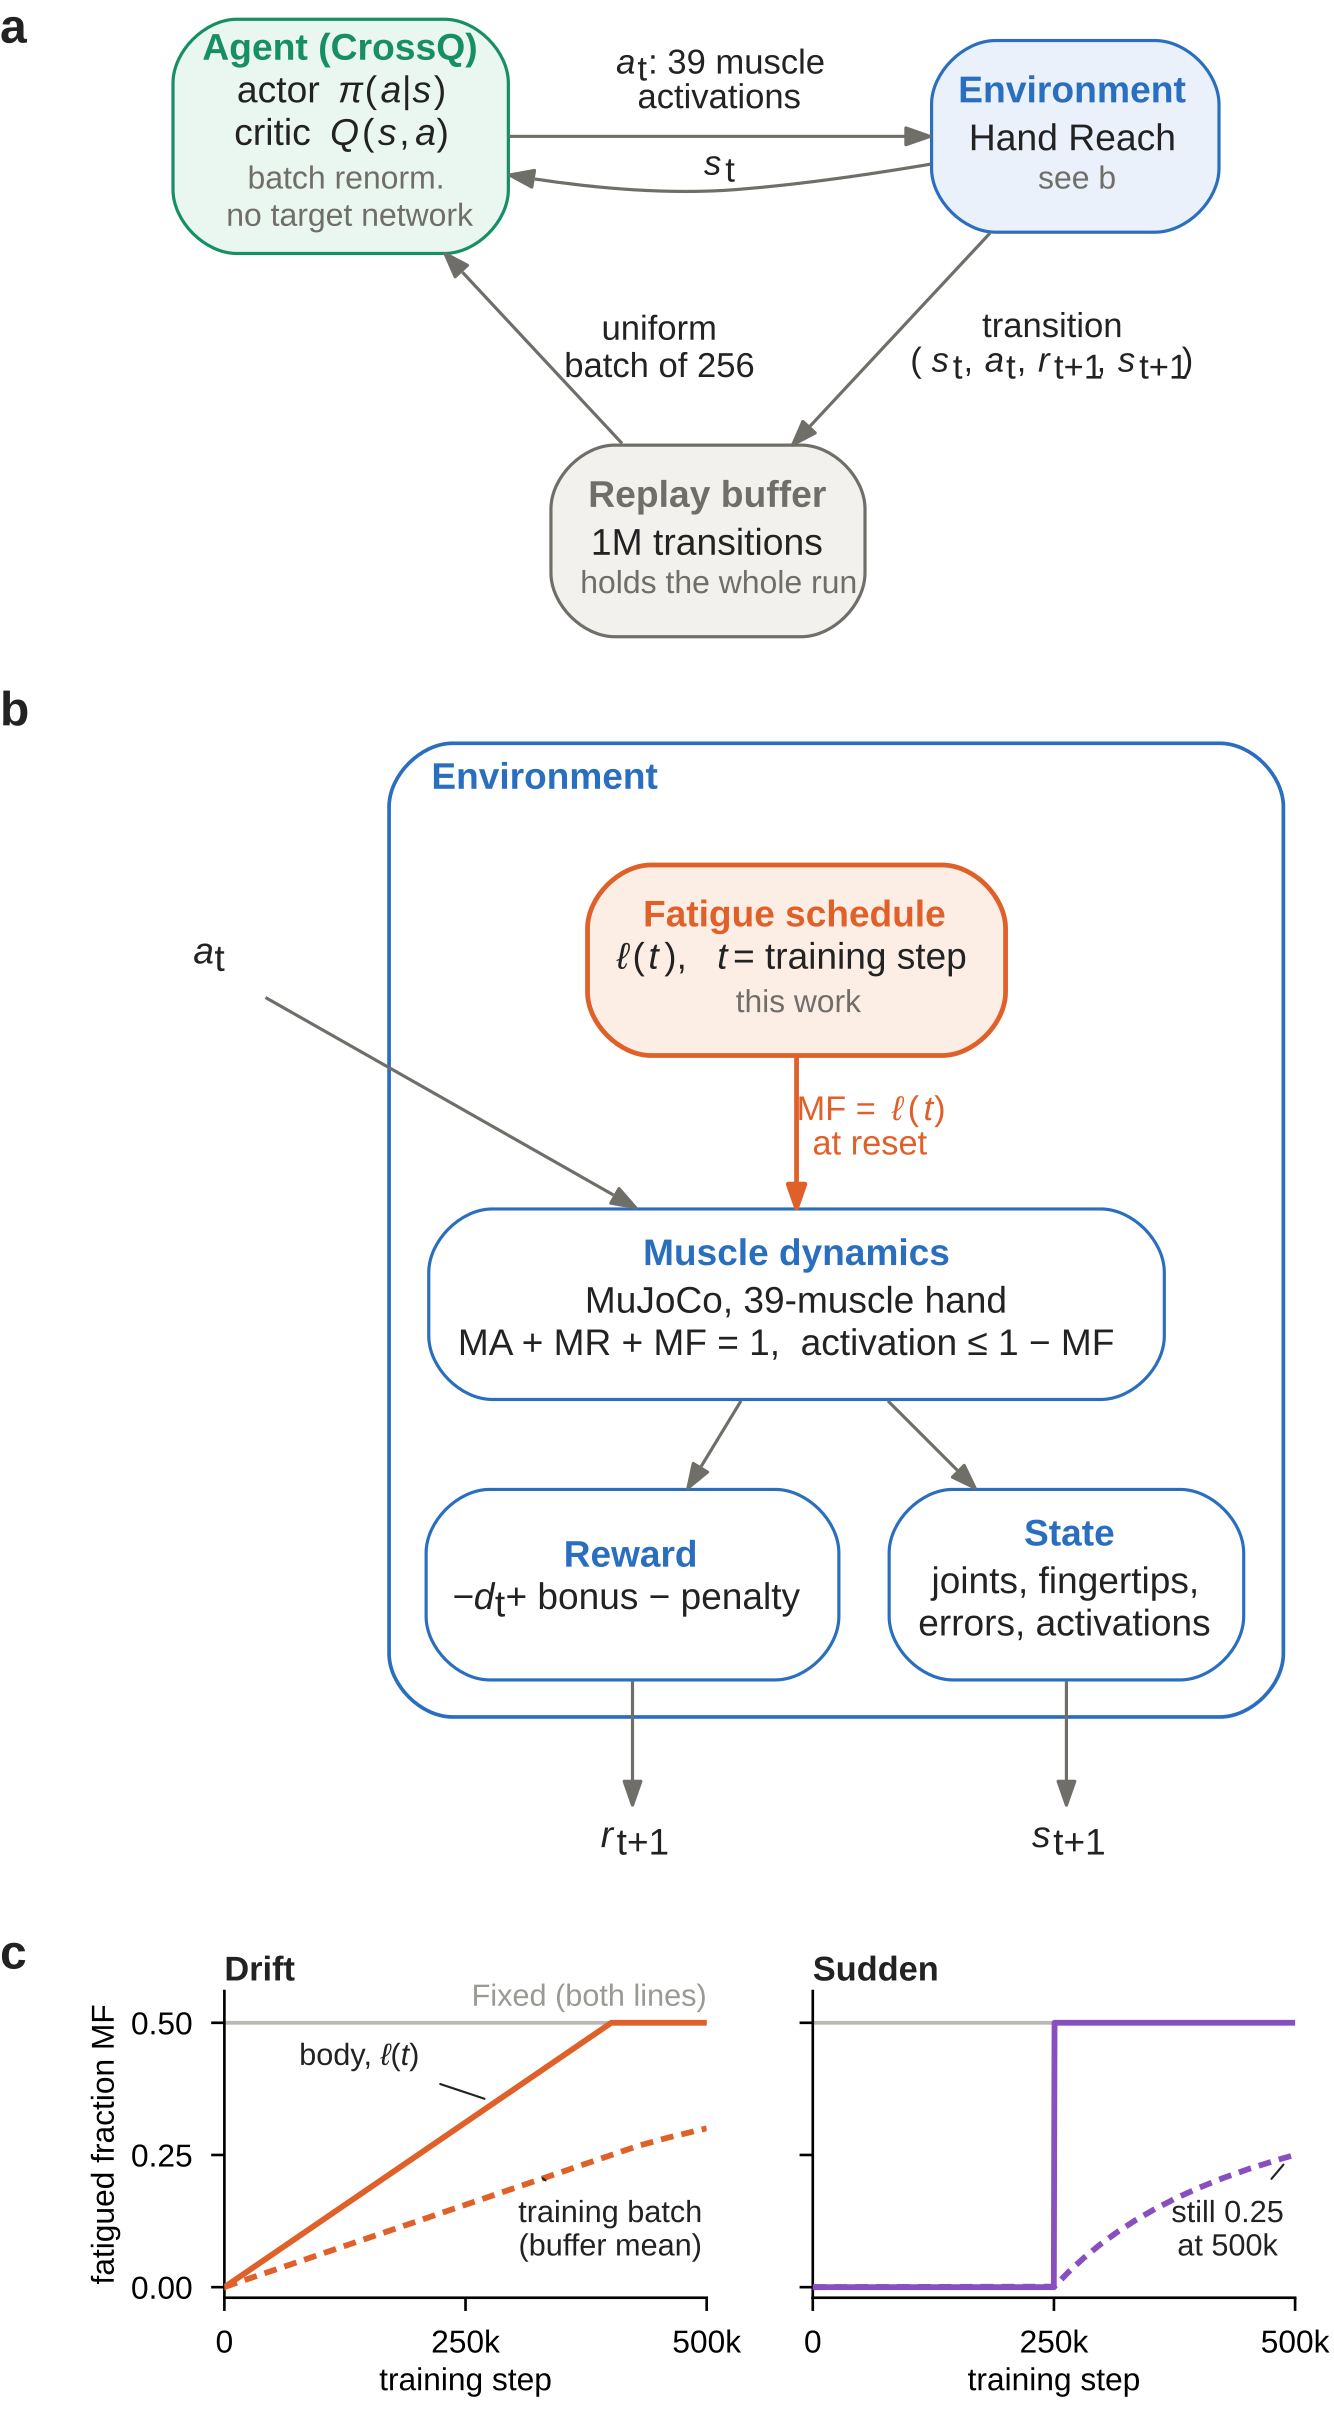 a
Agent (CrossQ)
actor π(a|s)
critic Q(s,a)
batch renorm.
no target network
at: 39 muscle
activations
st
Environment
Hand Reach
see b
uniform
batch of 256
transition
( st, at, rt+1, st+1)
Replay buffer
1M transitions
holds the whole run
b
Environment
Fatigue schedule
ℓ(t), t = training step
this work
at
MF = ℓ(t)
at reset
Muscle dynamics
MuJoCo, 39-muscle hand
MA + MR + MF = 1, activation ≤ 1 − MF
Reward
−dt+ bonus − penalty
State
joints, fingertips,
errors, activations
rt+1
st+1
c
Drift
Fixed (both lines)
body, ℓ(t)
training batch
(buffer mean)
fatigued fraction MF
0.50
0.25
0.00
0
250k
500k
training step
Sudden
still 0.25
at 500k
0
250k
500k
training step